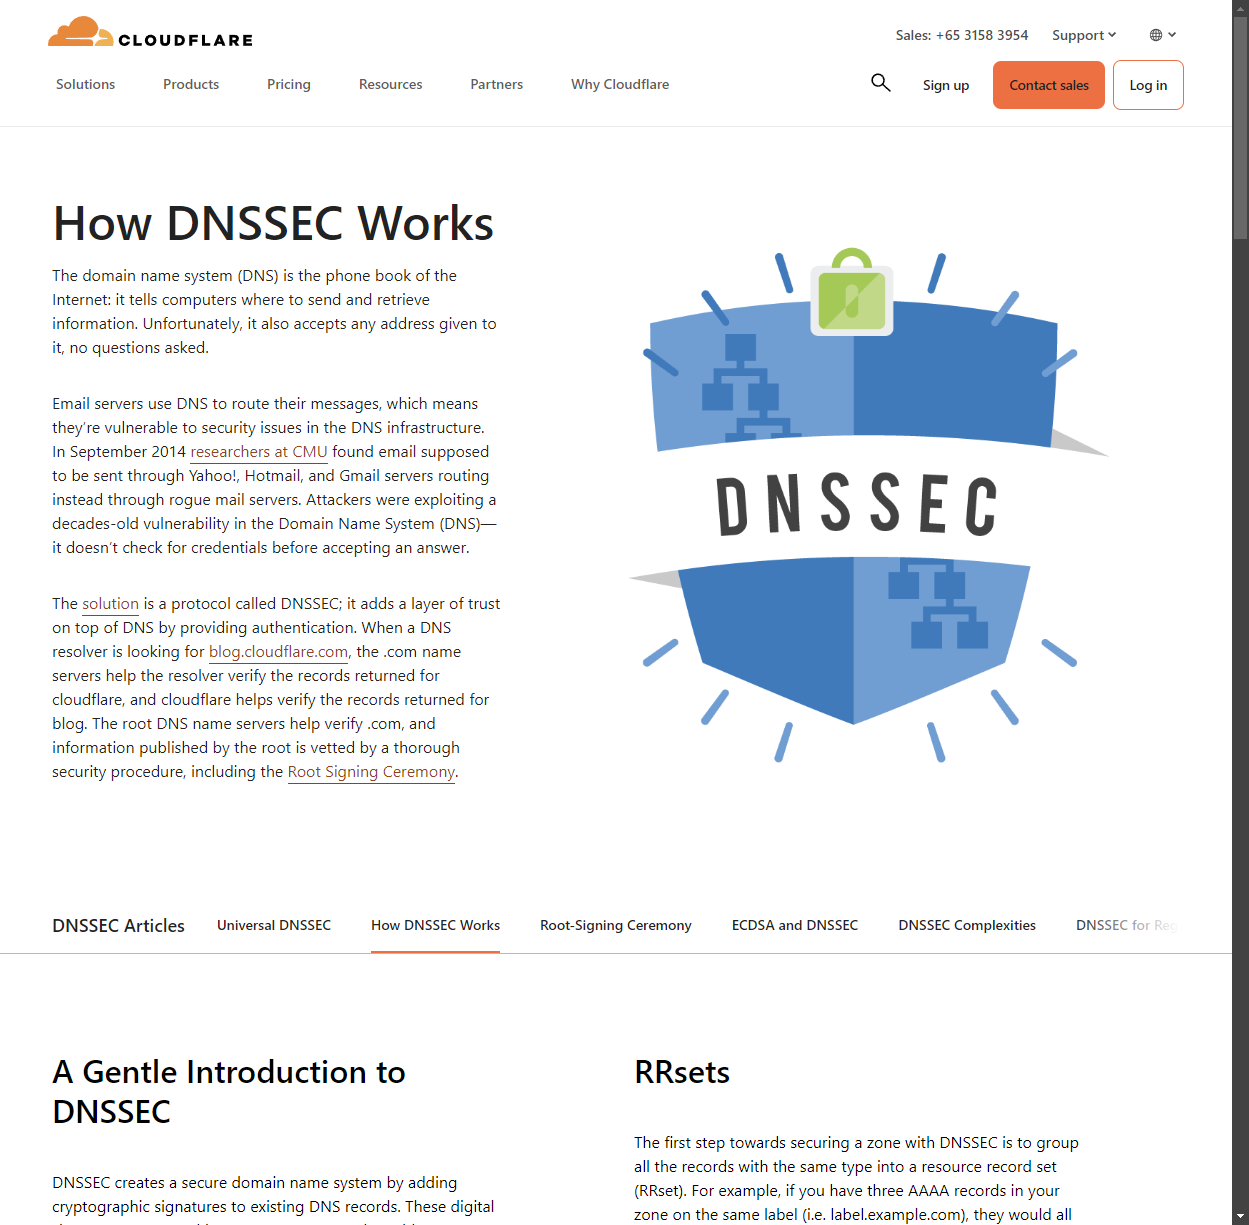 CLOUDFLARE
Sales: +65 3158 3954
Support
Solutions
Products
Pricing
Resources
Partners
Why Cloudflare
Sign up
Contact sales
Log in
How DNSSEC Works
The domain name system (DNS) is the phone book of the
Internet: it tells computers where to send and retrieve
information. Unfortunately, it also accepts any address given to
it, no questions asked.
Email servers use DNS to route their messages, which means
they’re vulnerable to security issues in the DNS infrastructure.
In September 2014 researchers at CMU found email supposed
to be sent through Yahoo!, Hotmail, and Gmail servers routing
instead through rogue mail servers. Attackers were exploiting a
decades-old vulnerability in the Domain Name System (DNS)—
it doesn’t check for credentials before accepting an answer.
The solution is a protocol called DNSSEC; it adds a layer of trust
on top of DNS by providing authentication. When a DNS
resolver is looking for blog.cloudflare.com, the .com name
servers help the resolver verify the records returned for
cloudflare, and cloudflare helps verify the records returned for
blog. The root DNS name servers help verify .com, and
information published by the root is vetted by a thorough
security procedure, including the Root Signing Ceremony.
DNSSEC
DNSSEC Articles
Universal DNSSEC
How DNSSEC Works
Root-Signing Ceremony
ECDSA and DNSSEC
DNSSEC Complexities
DNSSEC for Reg
A Gentle Introduction to
DNSSEC
DNSSEC creates a secure domain name system by adding
cryptographic signatures to existing DNS records. These digital
RRsets
The first step towards securing a zone with DNSSEC is to group
all the records with the same type into a resource record set
(RRset). For example, if you have three AAAA records in your
zone on the same label (i.e. label.example.com), they would all